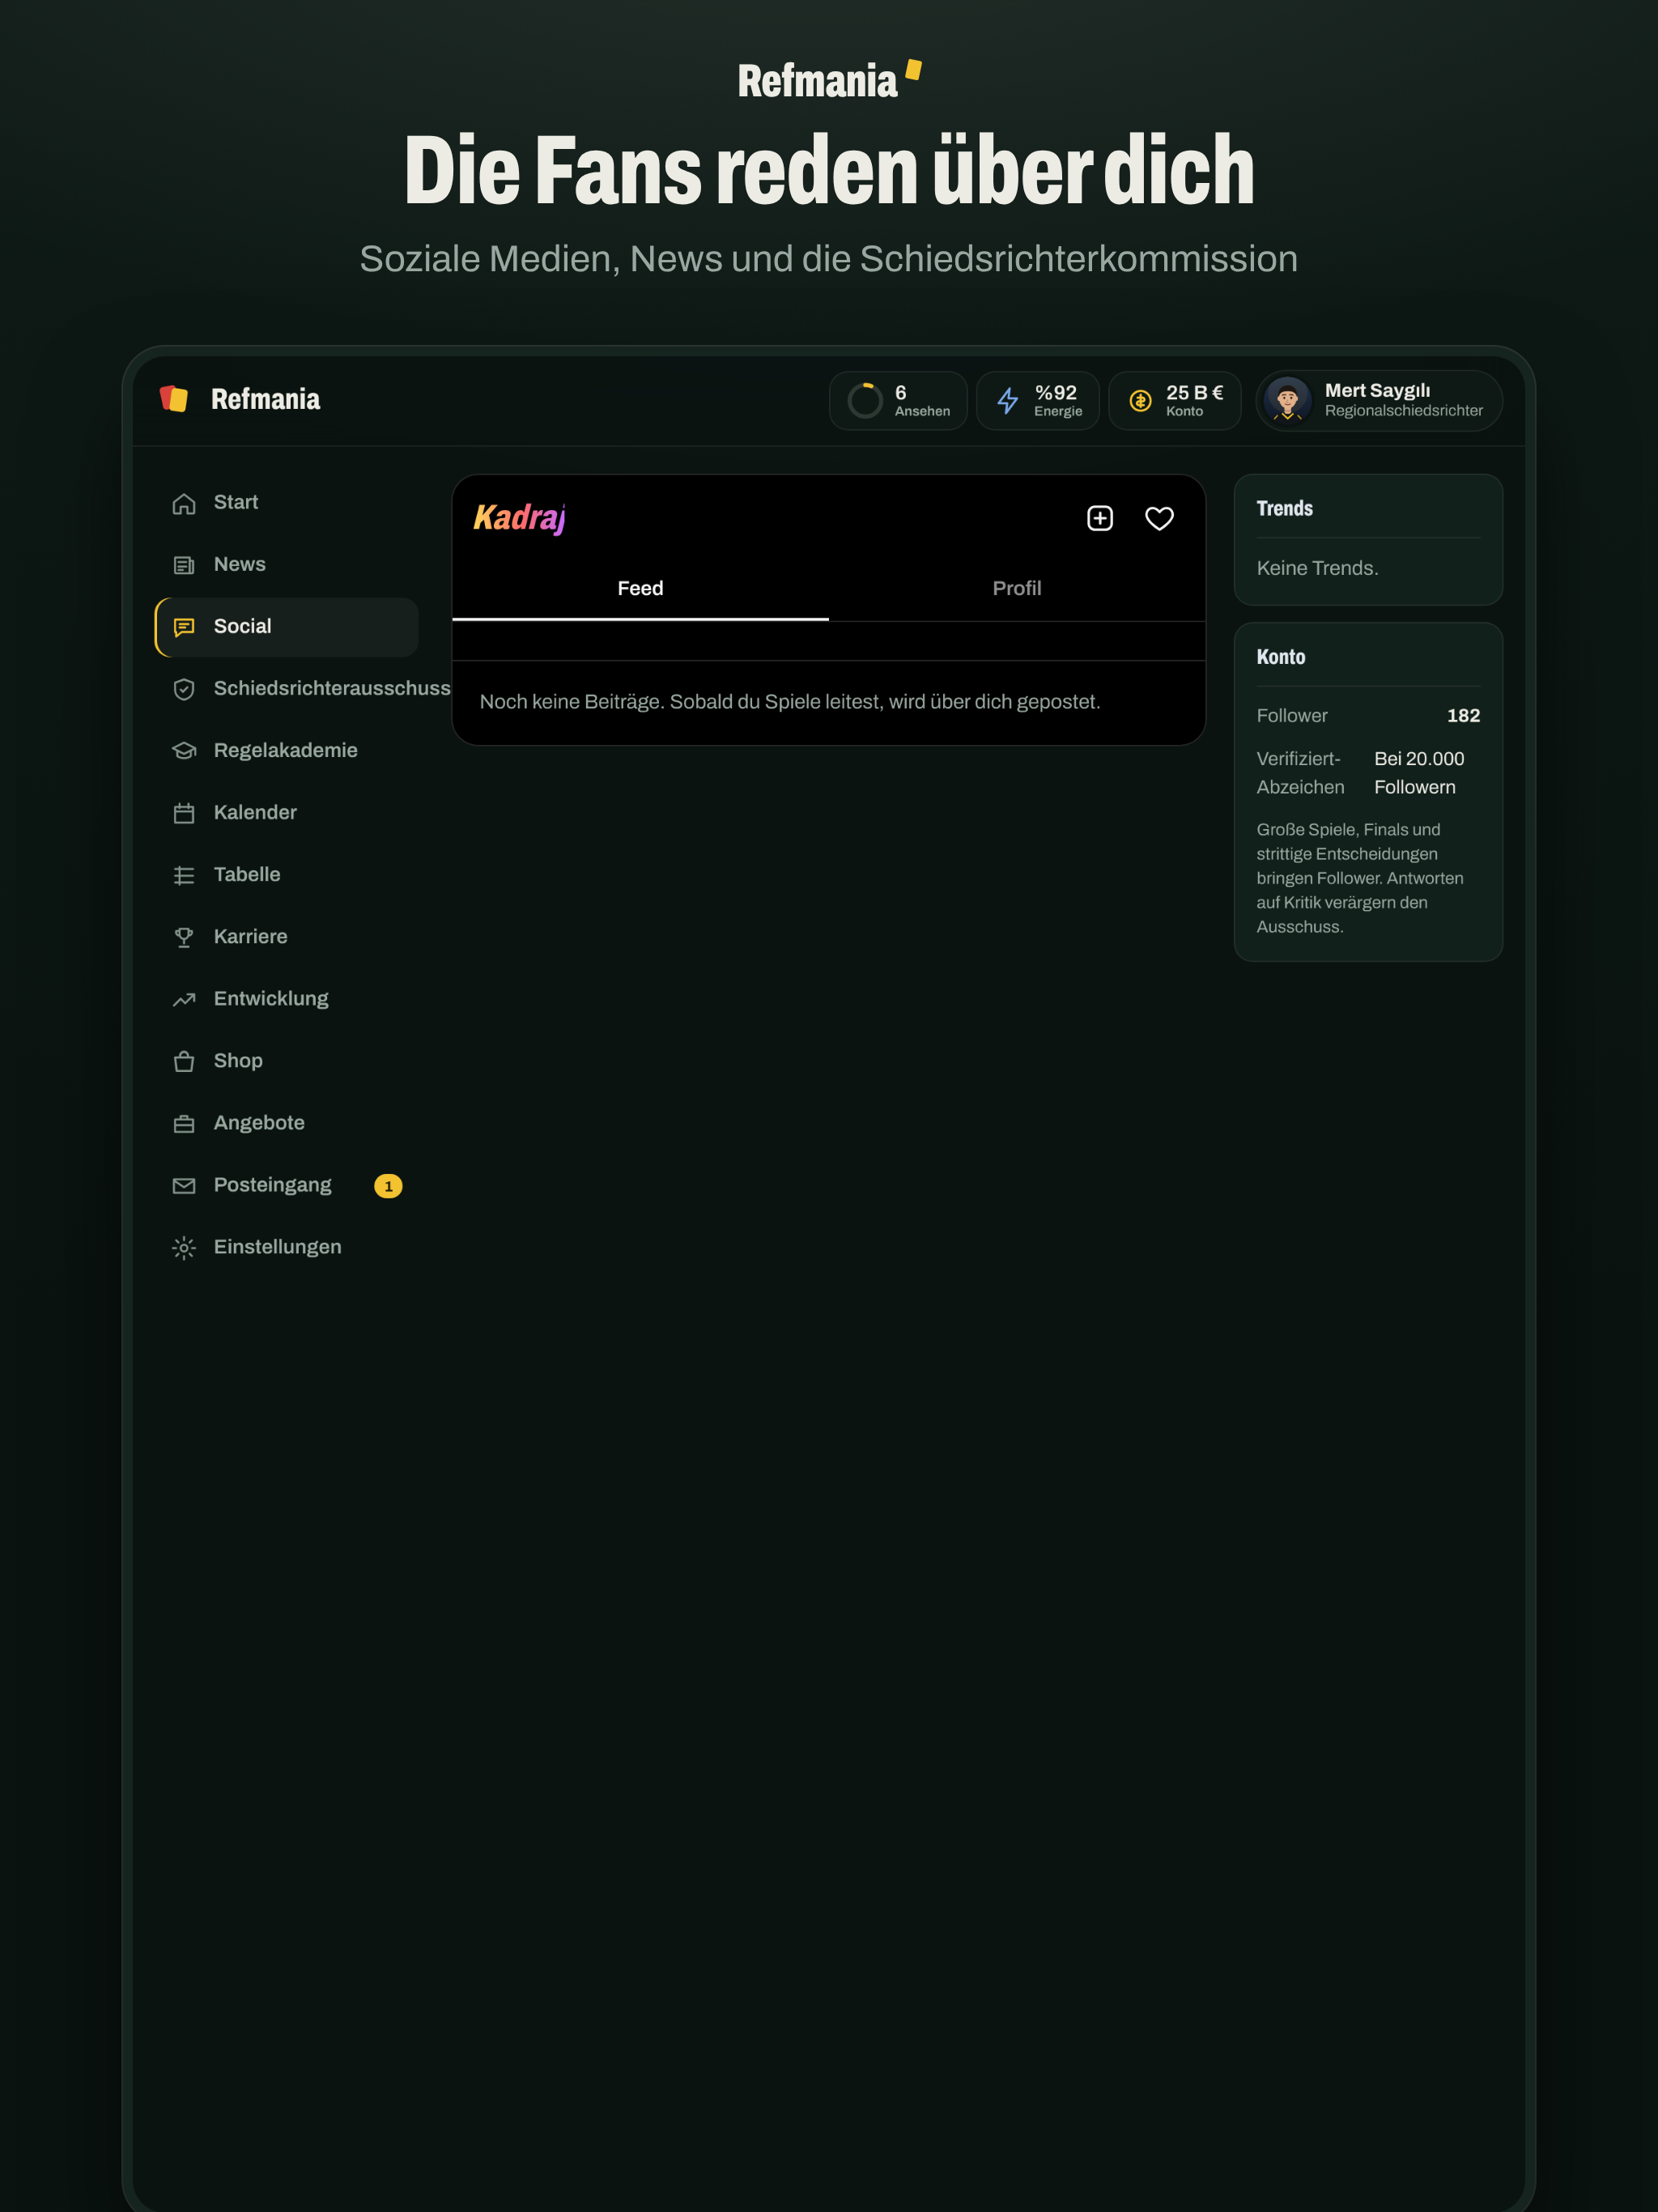 Refmania
Die Fans reden über dich
Soziale Medien, News und die Schiedsrichterkommission
Refmania
6
Ansehen
%92
Energie
25 B €
Konto
Mert Saygılı
Regionalschiedsrichter
Start
News
Social
Schiedsrichterausschuss
Regelakademie
Kalender
Tabelle
Karriere
Entwicklung
Shop
Angebote
Posteingang
1
Einstellungen
Kadraj
Feed
Profil
Noch keine Beiträge. Sobald du Spiele leitest, wird über dich gepostet.
Trends
Keine Trends.
Konto
Follower
182
Verifiziert-
Abzeichen
Bei 20.000
Followern
Große Spiele, Finals und
strittige Entscheidungen
bringen Follower. Antworten
auf Kritik verärgern den
Ausschuss.